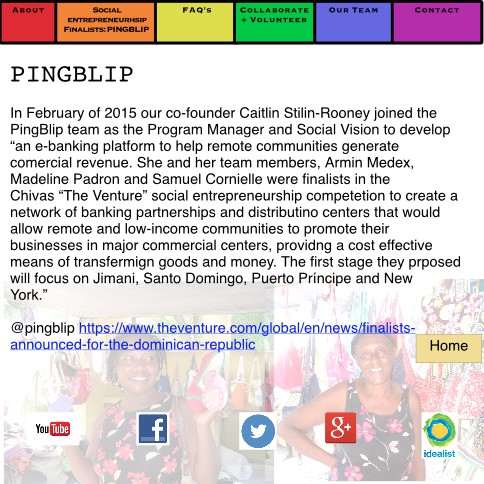 About
Social
entrepreneurhsip
Finalists: PINGBLIP
FAQ's
Collaborate
+ Volunteer
Our Team
Contact
PINGBLIP
In February of 2015 our co-founder Caitlin Stilin-Rooney joined the
PingBlip team as the Program Manager and Social Vision to develop
“an e-banking platform to help remote communities generate
comercial revenue. She and her team members, Armin Medex,
Madeline Padron and Samuel Cornielle were finalists in the
Chivas “The Venture” social entrepreneurship competetion to create a
network of banking partnerships and distributino centers that would
allow remote and low-income communities to promote their
businesses in major commercial centers, providng a cost effective
means of transfermign goods and money. The first stage they prposed
will focus on Jimani, Santo Domingo, Puerto Príncipe and New
York.”
@pingblip https://www.theventure.com/global/en/news/finalists-
announced-for-the-dominican-republic
Home
YouTube
f
g+
idealist